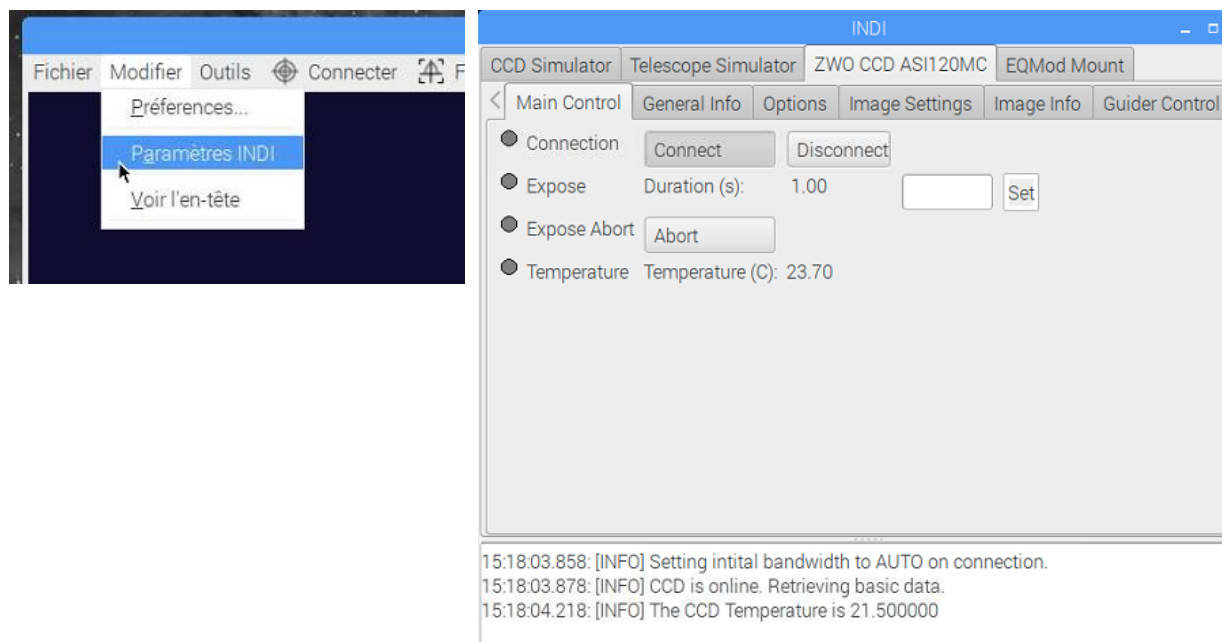 Fichier Modifier Outils Connecter F
Préferences...
Paramètres INDI
Voir l'en-tête
INDI
CCD Simulator Telescope Simulator ZWO CCD ASI120MC EQMod Mount
Main Control General Info Options Image Settings Image Info Guider Control
Connection Connect Disconnect
Expose Duration (s): 1.00 Set
Expose Abort Abort
Temperature Temperature (C): 23.70
15:18:03.858: [INFO] Setting intital bandwidth to AUTO on connection.
15:18:03.878: [INFO] CCD is online. Retrieving basic data.
15:18:04.218: [INFO] The CCD Temperature is 21.500000